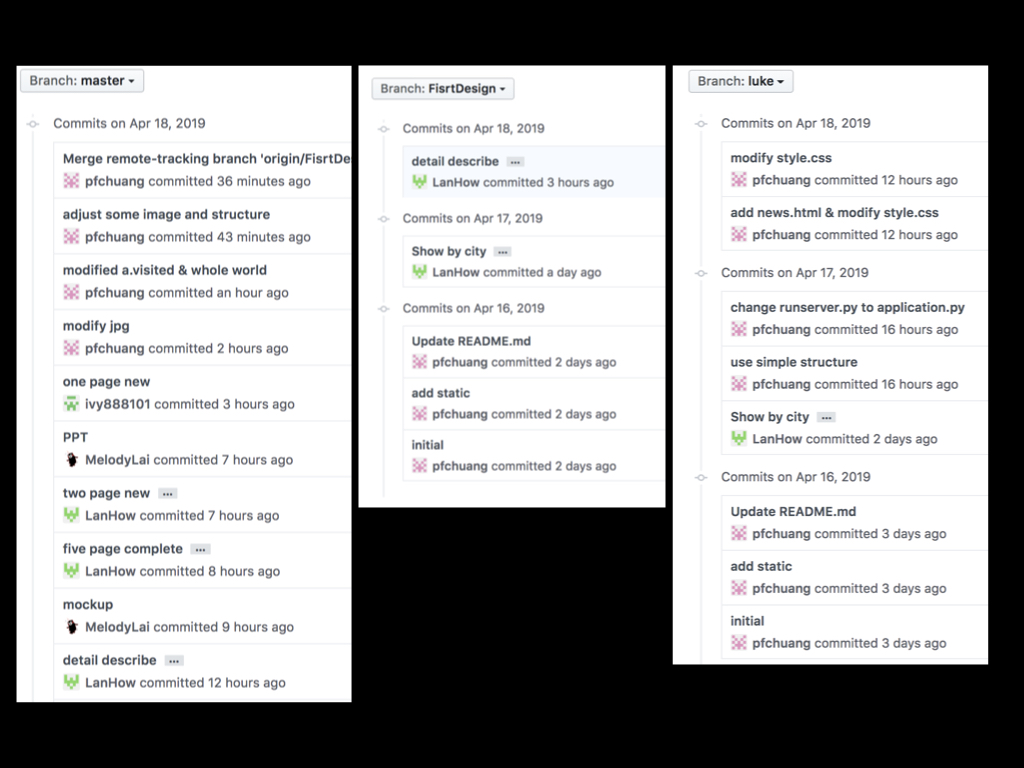 Branch: master
Commits on Apr 18, 2019
Merge remote-tracking branch 'origin/FisrtDe
pfchuang committed 36 minutes ago
adjust some image and structure
pfchuang committed 43 minutes ago
modified a.visited & whole world
pfchuang committed an hour ago
modify jpg
pfchuang committed 2 hours ago
one page new
ivy888101 committed 3 hours ago
PPT
MelodyLai committed 7 hours ago
two page new …
LanHow committed 7 hours ago
five page complete …
LanHow committed 8 hours ago
mockup
MelodyLai committed 9 hours ago
detail describe …
LanHow committed 12 hours ago
Branch: FisrtDesign
Commits on Apr 18, 2019
detail describe …
LanHow committed 3 hours ago
Commits on Apr 17, 2019
Show by city …
LanHow committed a day ago
Commits on Apr 16, 2019
Update README.md
pfchuang committed 2 days ago
add static
pfchuang committed 2 days ago
initial
pfchuang committed 2 days ago
Branch: luke
Commits on Apr 18, 2019
modify style.css
pfchuang committed 12 hours ago
add news.html & modify style.css
pfchuang committed 12 hours ago
Commits on Apr 17, 2019
change runserver.py to application.py
pfchuang committed 16 hours ago
use simple structure
pfchuang committed 16 hours ago
Show by city …
LanHow committed 2 days ago
Commits on Apr 16, 2019
Update README.md
pfchuang committed 3 days ago
add static
pfchuang committed 3 days ago
initial
pfchuang committed 3 days ago